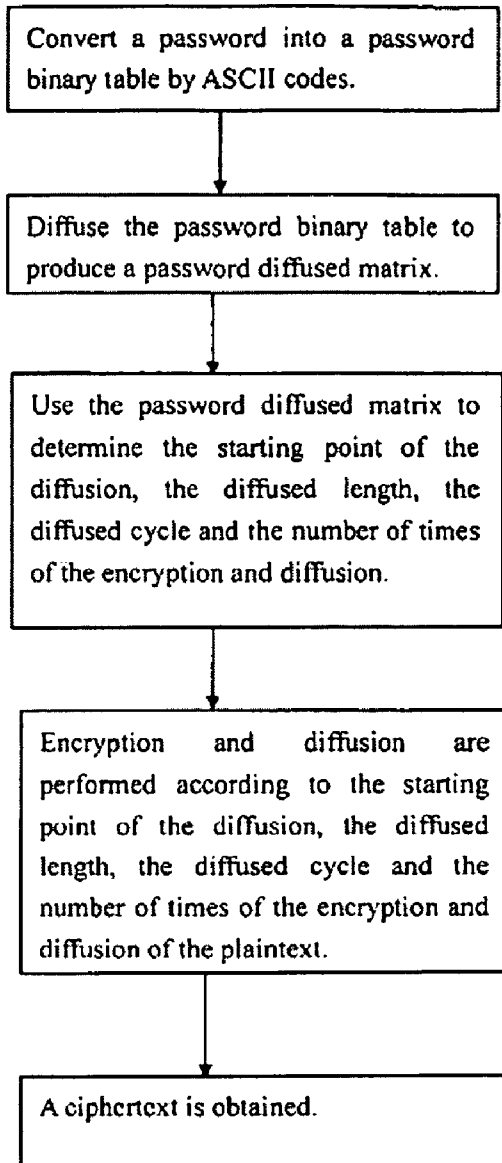 Convert a password into a password
binary table by ASCII codes.
Diffuse the password binary table to
produce a password diffused matrix.
Use the password diffused matrix to
determine the starting point of the
diffusion, the diffused length, the
diffused cycle and the number of times
of the encryption and diffusion.
Encryption and diffusion are
performed according to the starting
point of the diffusion, the diffused
length, the diffused cycle and the
number of times of the encryption and
diffusion of the plaintext.
A ciphertext is obtained.